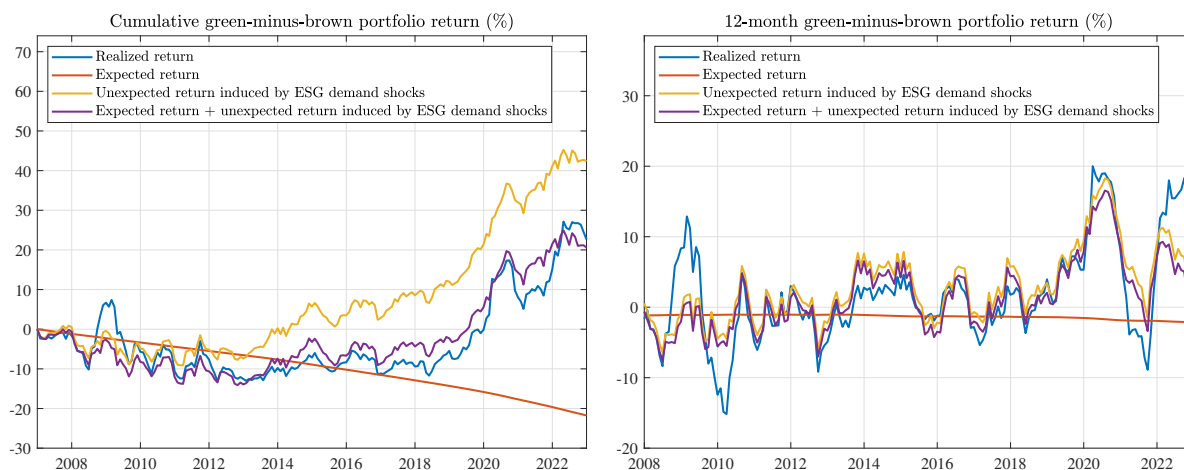 Cumulative green-minus-brown portfolio return (%)
70
60
50
40
30
20
10
0
-10
-20
-30
Realized return
Expected return
Unexpected return induced by ESG demand shocks
Expected return + unexpected return induced by ESG demand shocks
2008 2010 2012 2014 2016 2018 2020 2022
12-month green-minus-brown portfolio return (%)
30
20
10
0
-10
-20
Realized return
Expected return
Unexpected return induced by ESG demand shocks
Expected return + unexpected return induced by ESG demand shocks
2008 2010 2012 2014 2016 2018 2020 2022